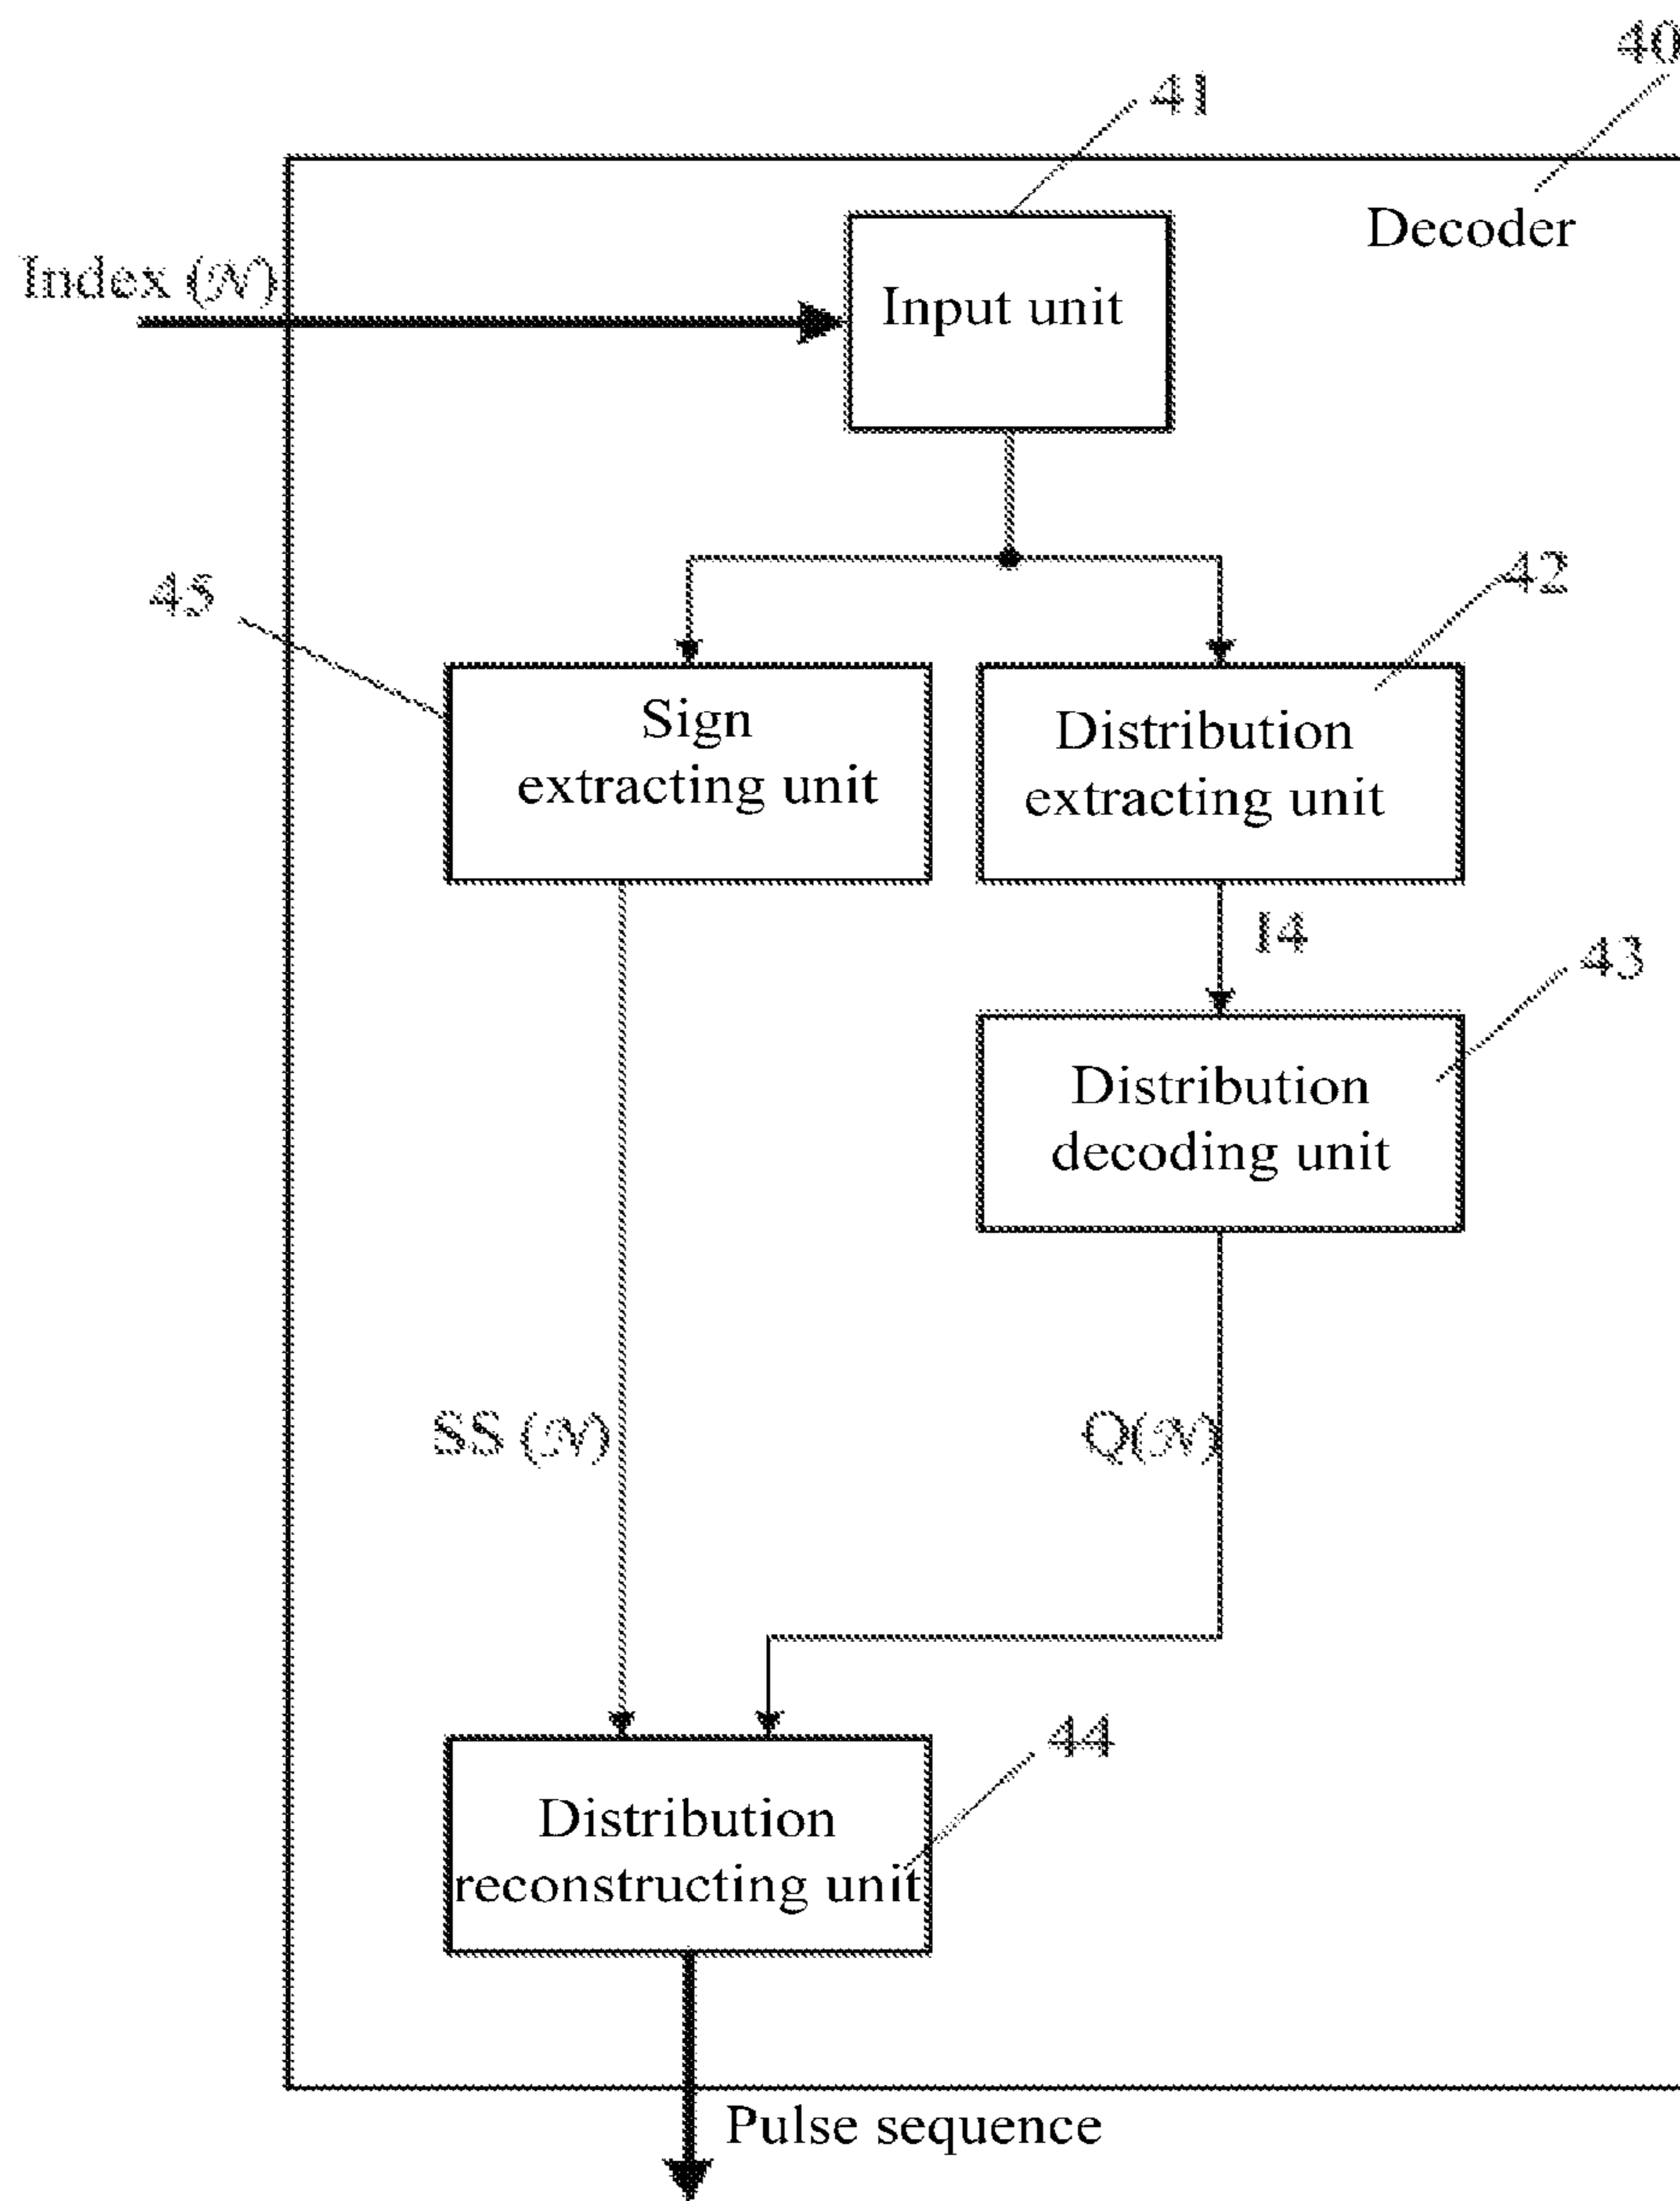 40
41
Decoder
Index (𝒩)
Input unit
42
45
Sign
extracting unit
Distribution
extracting unit
I4
43
Distribution
decoding unit
SS (𝒩)
Q(𝒩)
44
Distribution
reconstructing unit
Pulse sequence